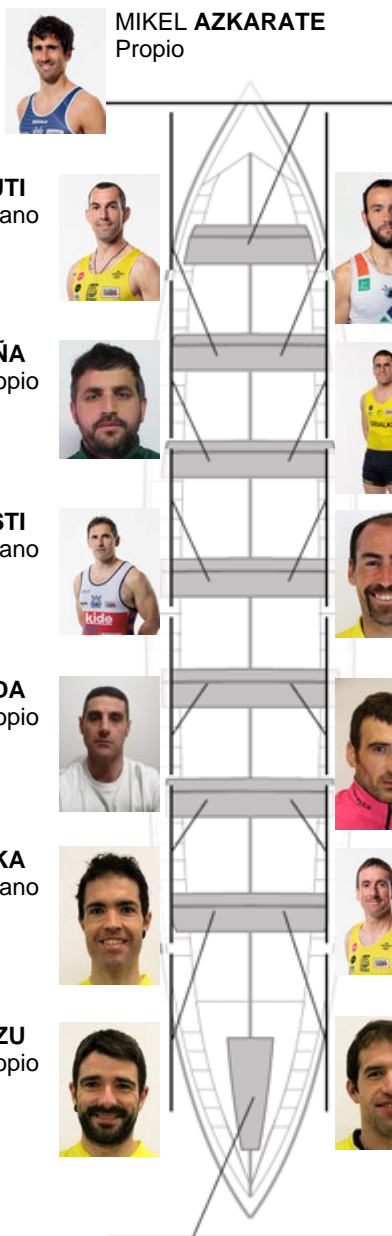 MIKEL AZKARATE
Propio
UTI
ano
ÑA
opio
STI
ano
kide
DA
opio
KA
ano
ZU
opio